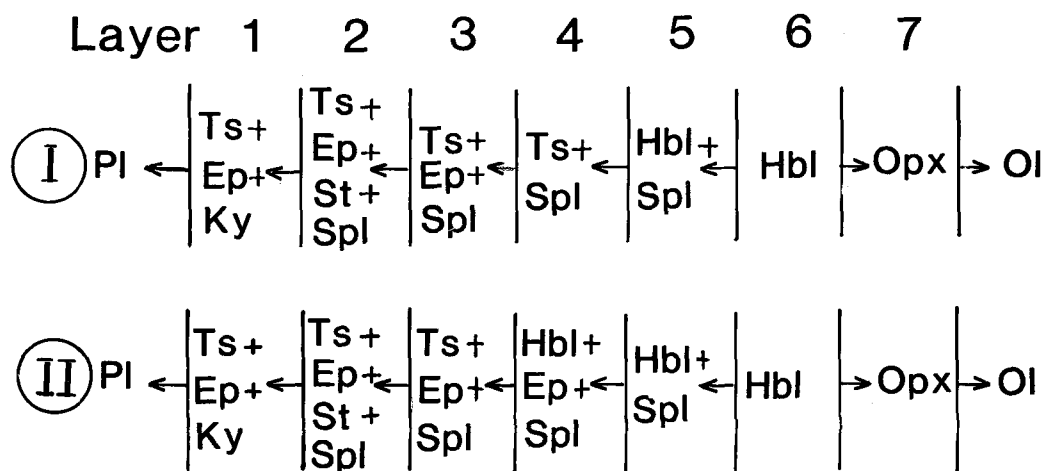 Layer 1 2 3 4 5 6 7
I
Pl
Ts+
Ep+
Ky
Ts+
Ep+
St+
Spl
Ts+
Ep+
Spl
Ts+
Spl
Hbl+
Spl
Hbl
Opx
Ol
II
Pl
Ts+
Ep+
Ky
Ts+
Ep+
St+
Spl
Ts+
Ep+
Spl
Hbl+
Ep+
Spl
Hbl+
Spl
Hbl
Opx
Ol